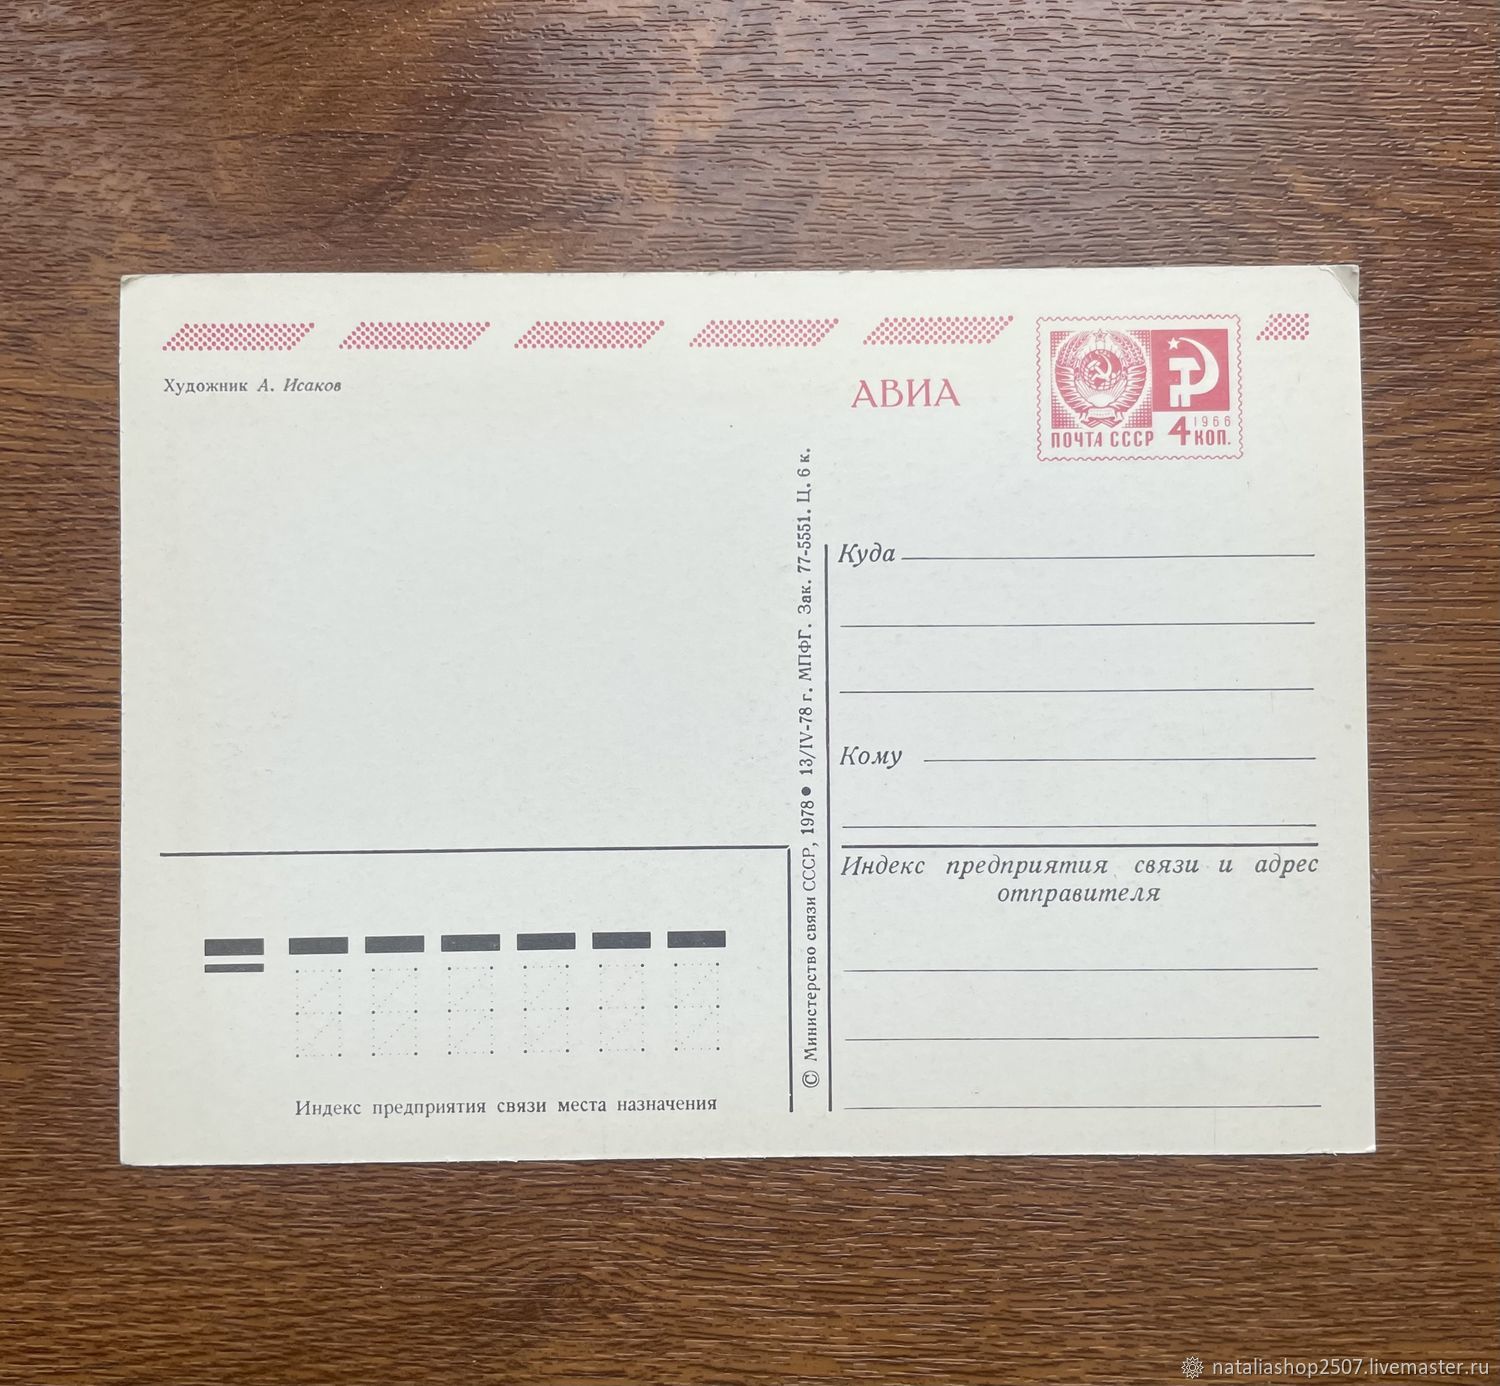 Художник А. Исаков
АВИА
ПОЧТА СССР 4 1966 КОП.
© Министерство связи СССР, 1978 ● 13/IV-78 г. МПФГ. Зак. 77-5551. Ц. 6 к.
Куда
Кому
Индекс предприятия связи и адрес
отправителя
Индекс предприятия связи места назначения
nataliashop2507.livemaster.ru